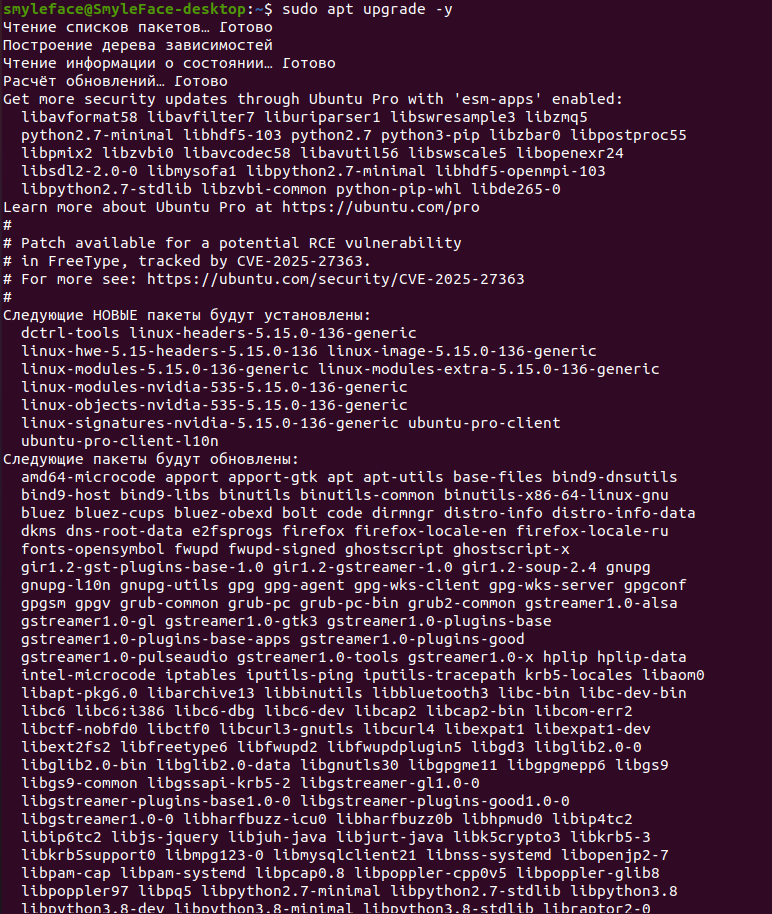 smyleface@SmyleFace-desktop:~$ sudo apt upgrade -y
Чтение списков пакетов… Готово
Построение дерева зависимостей
Чтение информации о состоянии… Готово
Расчёт обновлений… Готово
Get more security updates through Ubuntu Pro with 'esm-apps' enabled:
  libavformat58 libavfilter7 liburiparser1 libswresample3 libzmq5
  python2.7-minimal libhdf5-103 python2.7 python3-pip libzbar0 libpostproc55
  libpmix2 libzvbi0 libavcodec58 libavutil56 libswscale5 libopenexr24
  libsdl2-2.0-0 libmysofa1 libpython2.7-minimal libhdf5-openmpi-103
  libpython2.7-stdlib libzvbi-common python-pip-whl libde265-0
Learn more about Ubuntu Pro at https://ubuntu.com/pro
#
# Patch available for a potential RCE vulnerability
# in FreeType, tracked by CVE-2025-27363.
# For more see: https://ubuntu.com/security/CVE-2025-27363
#
Следующие НОВЫЕ пакеты будут установлены:
  dctrl-tools linux-headers-5.15.0-136-generic
  linux-hwe-5.15-headers-5.15.0-136 linux-image-5.15.0-136-generic
  linux-modules-5.15.0-136-generic linux-modules-extra-5.15.0-136-generic
  linux-modules-nvidia-535-5.15.0-136-generic
  linux-objects-nvidia-535-5.15.0-136-generic
  linux-signatures-nvidia-5.15.0-136-generic ubuntu-pro-client
  ubuntu-pro-client-l10n
Следующие пакеты будут обновлены:
  amd64-microcode apport apport-gtk apt apt-utils base-files bind9-dnsutils
  bind9-host bind9-libs binutils binutils-common binutils-x86-64-linux-gnu
  bluez bluez-cups bluez-obexd bolt code dirmngr distro-info distro-info-data
  dkms dns-root-data e2fsprogs firefox firefox-locale-en firefox-locale-ru
  fonts-opensymbol fwupd fwupd-signed ghostscript ghostscript-x
  gir1.2-gst-plugins-base-1.0 gir1.2-gstreamer-1.0 gir1.2-soup-2.4 gnupg
  gnupg-l10n gnupg-utils gpg gpg-agent gpg-wks-client gpg-wks-server gpgconf
  gpgsm gpgv grub-common grub-pc grub-pc-bin grub2-common gstreamer1.0-alsa
  gstreamer1.0-gl gstreamer1.0-gtk3 gstreamer1.0-plugins-base
  gstreamer1.0-plugins-base-apps gstreamer1.0-plugins-good
  gstreamer1.0-pulseaudio gstreamer1.0-tools gstreamer1.0-x hplip hplip-data
  intel-microcode iptables iputils-ping iputils-tracepath krb5-locales libaom0
  libapt-pkg6.0 libarchive13 libbinutils libbluetooth3 libc-bin libc-dev-bin
  libc6 libc6:i386 libc6-dbg libc6-dev libcap2 libcap2-bin libcom-err2
  libctf-nobfd0 libctf0 libcurl3-gnutls libcurl4 libexpat1 libexpat1-dev
  libext2fs2 libfreetype6 libfwupd2 libfwupdplugin5 libgd3 libglib2.0-0
  libglib2.0-bin libglib2.0-data libgnutls30 libgpgme11 libgpgmepp6 libgs9
  libgs9-common libgssapi-krb5-2 libgstreamer-gl1.0-0
  libgstreamer-plugins-base1.0-0 libgstreamer-plugins-good1.0-0
  libgstreamer1.0-0 libharfbuzz-icu0 libharfbuzz0b libhpmud0 libip4tc2
  libip6tc2 libjs-jquery libjuh-java libjurt-java libk5crypto3 libkrb5-3
  libkrb5support0 libmpg123-0 libmysqlclient21 libnss-systemd libopenjp2-7
  libpam-cap libpam-systemd libpcap0.8 libpoppler-cpp0v5 libpoppler-glib8
  libpoppler97 libpq5 libpython2.7-minimal libpython2.7-stdlib libpython3.8
  libpython3.8-dev libpython3.8-minimal libpython3.8-stdlib libraptor2-0